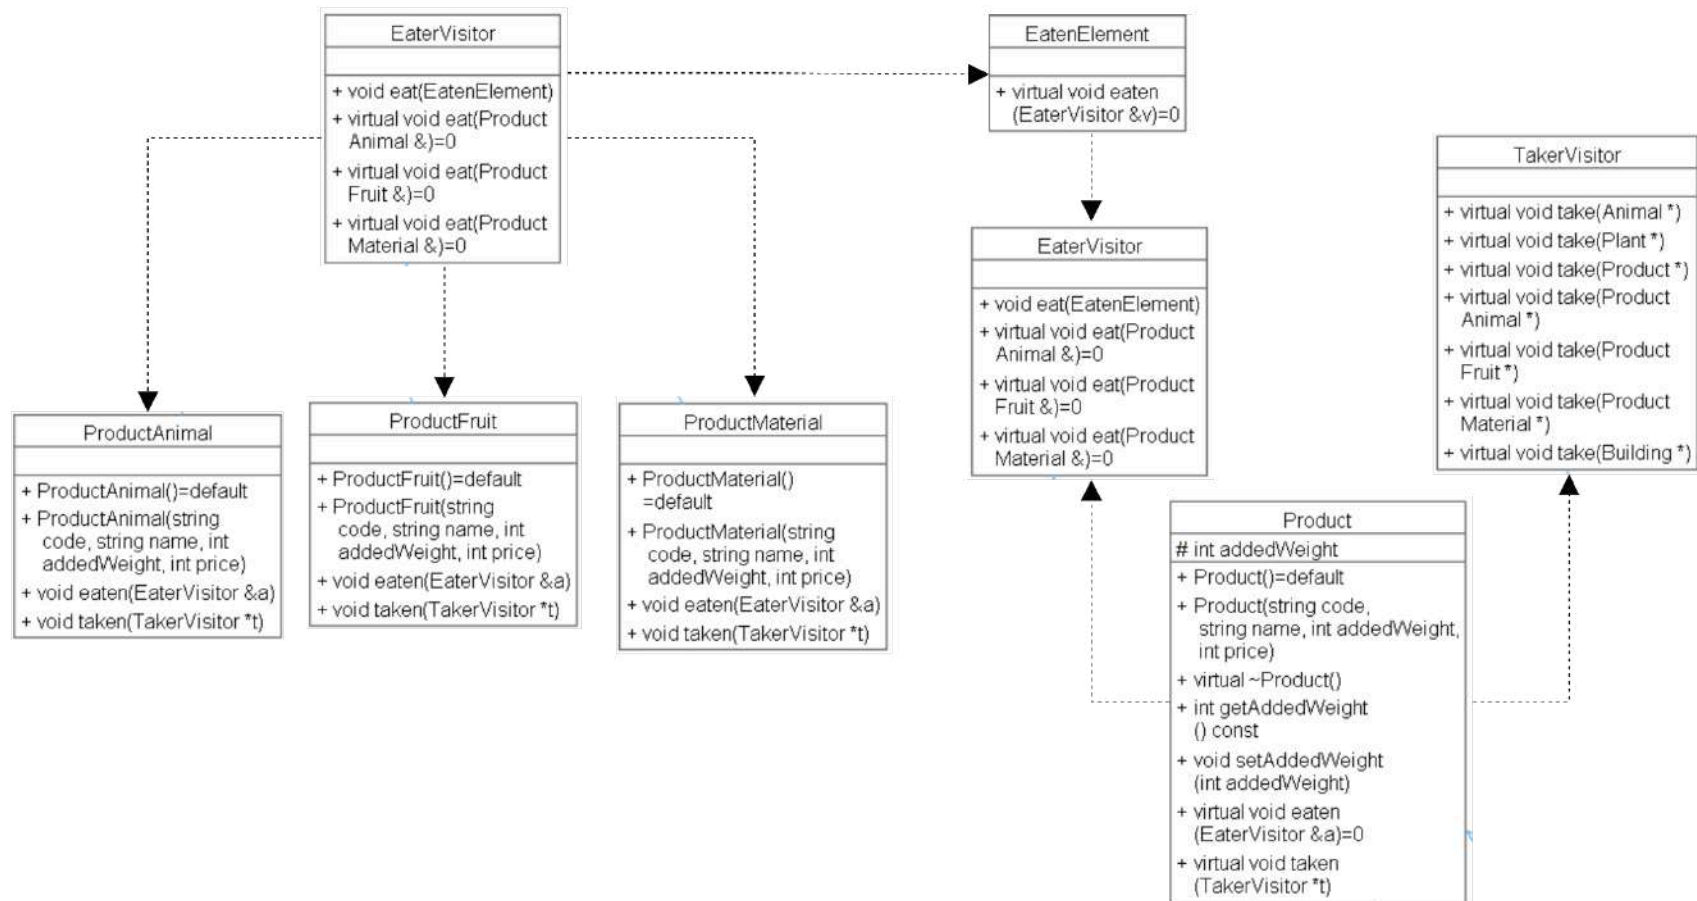 EaterVisitor
+ void eat(EatenElement)
+ virtual void eat(Product
Animal &)=0
+ virtual void eat(Product
Fruit &)=0
+ virtual void eat(Product
Material &)=0
EatenElement
+ virtual void eaten
(EaterVisitor &v)=0
TakerVisitor
+ virtual void take(Animal *)
+ virtual void take(Plant *)
+ virtual void take(Product *)
+ virtual void take(Product
Animal *)
+ virtual void take(Product
Fruit *)
+ virtual void take(Product
Material *)
+ virtual void take(Building *)
EaterVisitor
+ void eat(EatenElement)
+ virtual void eat(Product
Animal &)=0
+ virtual void eat(Product
Fruit &)=0
+ virtual void eat(Product
Material &)=0
ProductAnimal
+ ProductAnimal()=default
+ ProductAnimal(string
code, string name, int
addedWeight, int price)
+ void eaten(EaterVisitor &a)
+ void taken(TakerVisitor *t)
ProductFruit
+ ProductFruit()=default
+ ProductFruit(string
code, string name, int
addedWeight, int price)
+ void eaten(EaterVisitor &a)
+ void taken(TakerVisitor *t)
ProductMaterial
+ ProductMaterial()
=default
+ ProductMaterial(string
code, string name, int
addedWeight, int price)
+ void eaten(EaterVisitor &a)
+ void taken(TakerVisitor *t)
Product
# int addedWeight
+ Product()=default
+ Product(string code,
string name, int addedWeight,
int price)
+ virtual ~Product()
+ int getAddedWeight
() const
+ void setAddedWeight
(int addedWeight)
+ virtual void eaten
(EaterVisitor &a)=0
+ virtual void taken
(TakerVisitor *t)